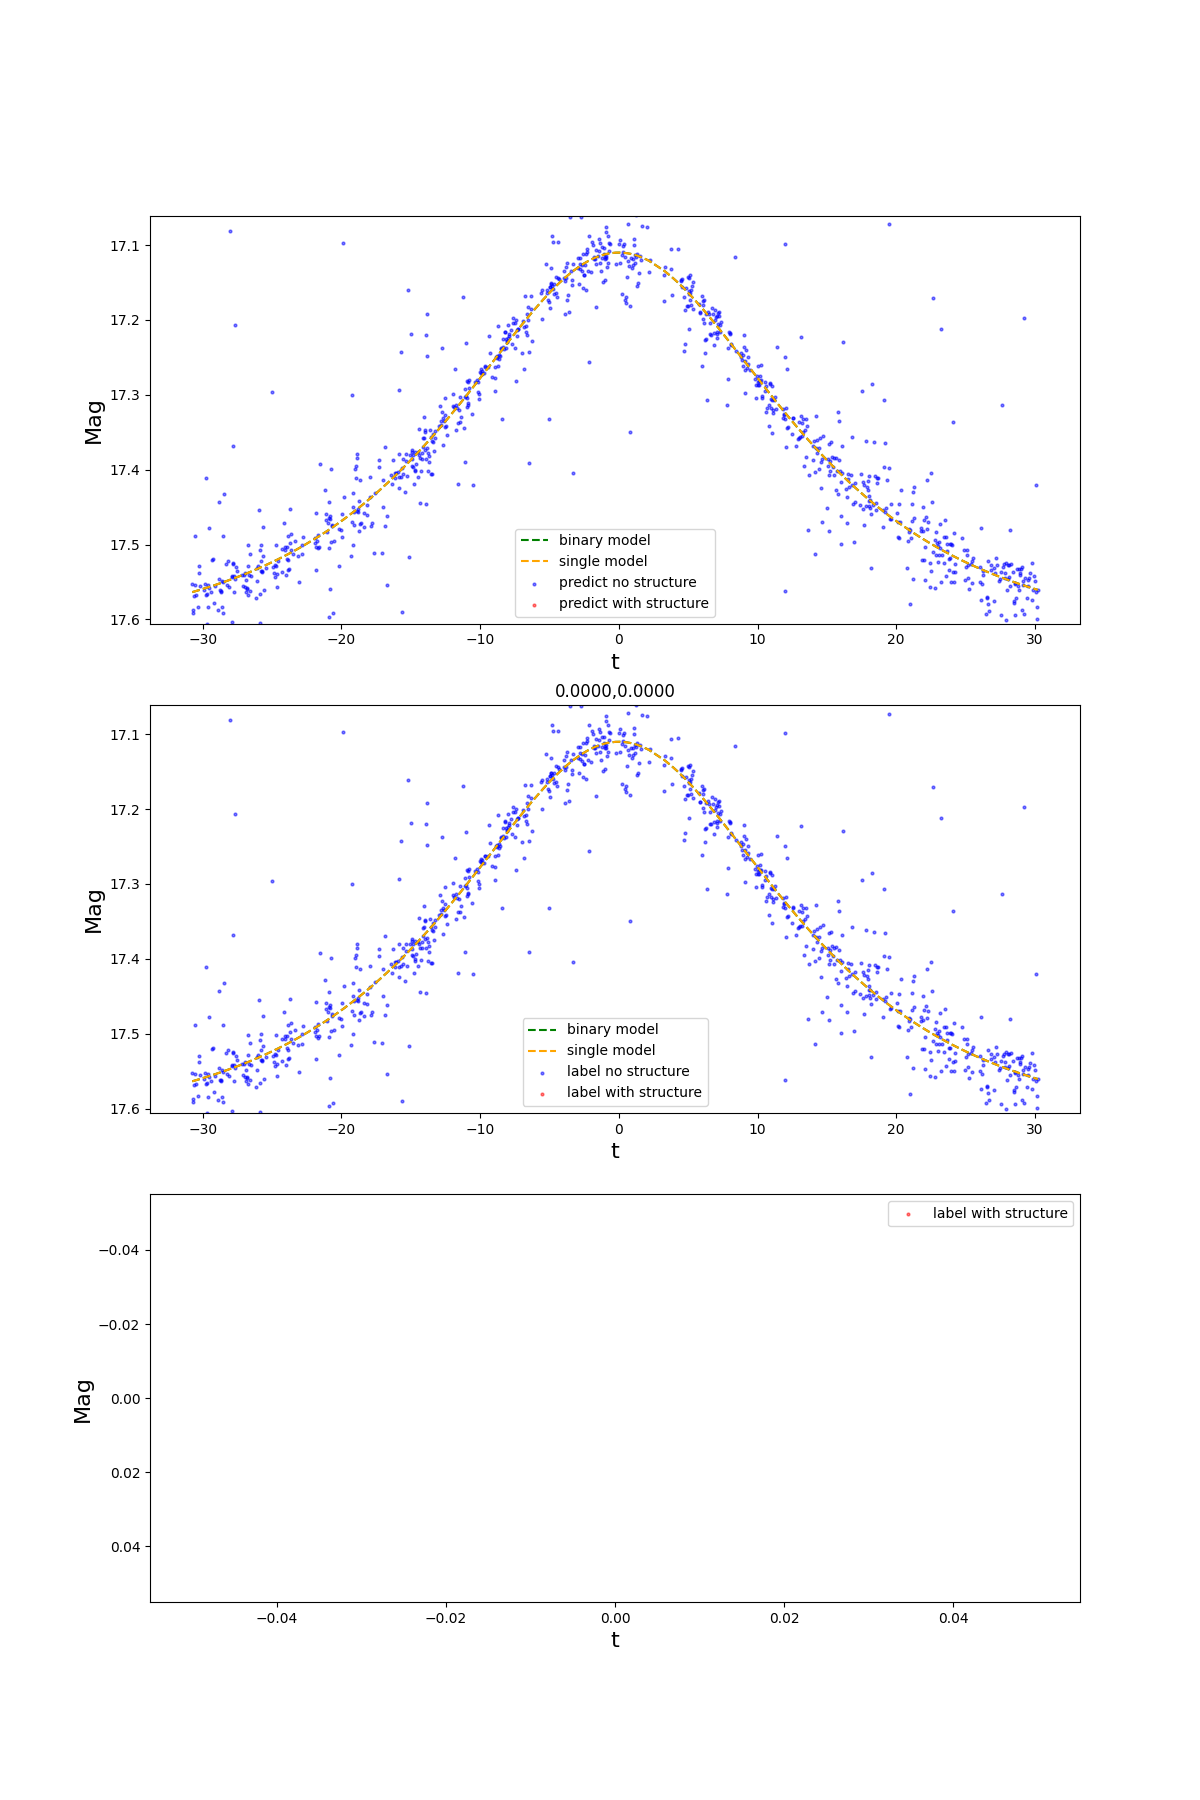 17.1
17.2
17.3
17.4
17.5
17.6
Mag
binary model
single model
predict no structure
predict with structure
−30
−20
−10
0
10
20
30
t
0.0000,0.0000
17.1
17.2
17.3
17.4
17.5
17.6
Mag
binary model
single model
label no structure
label with structure
−30
−20
−10
0
10
20
30
t
label with structure
−0.04
−0.02
0.00
0.02
0.04
Mag
−0.04
−0.02
0.00
0.02
0.04
t